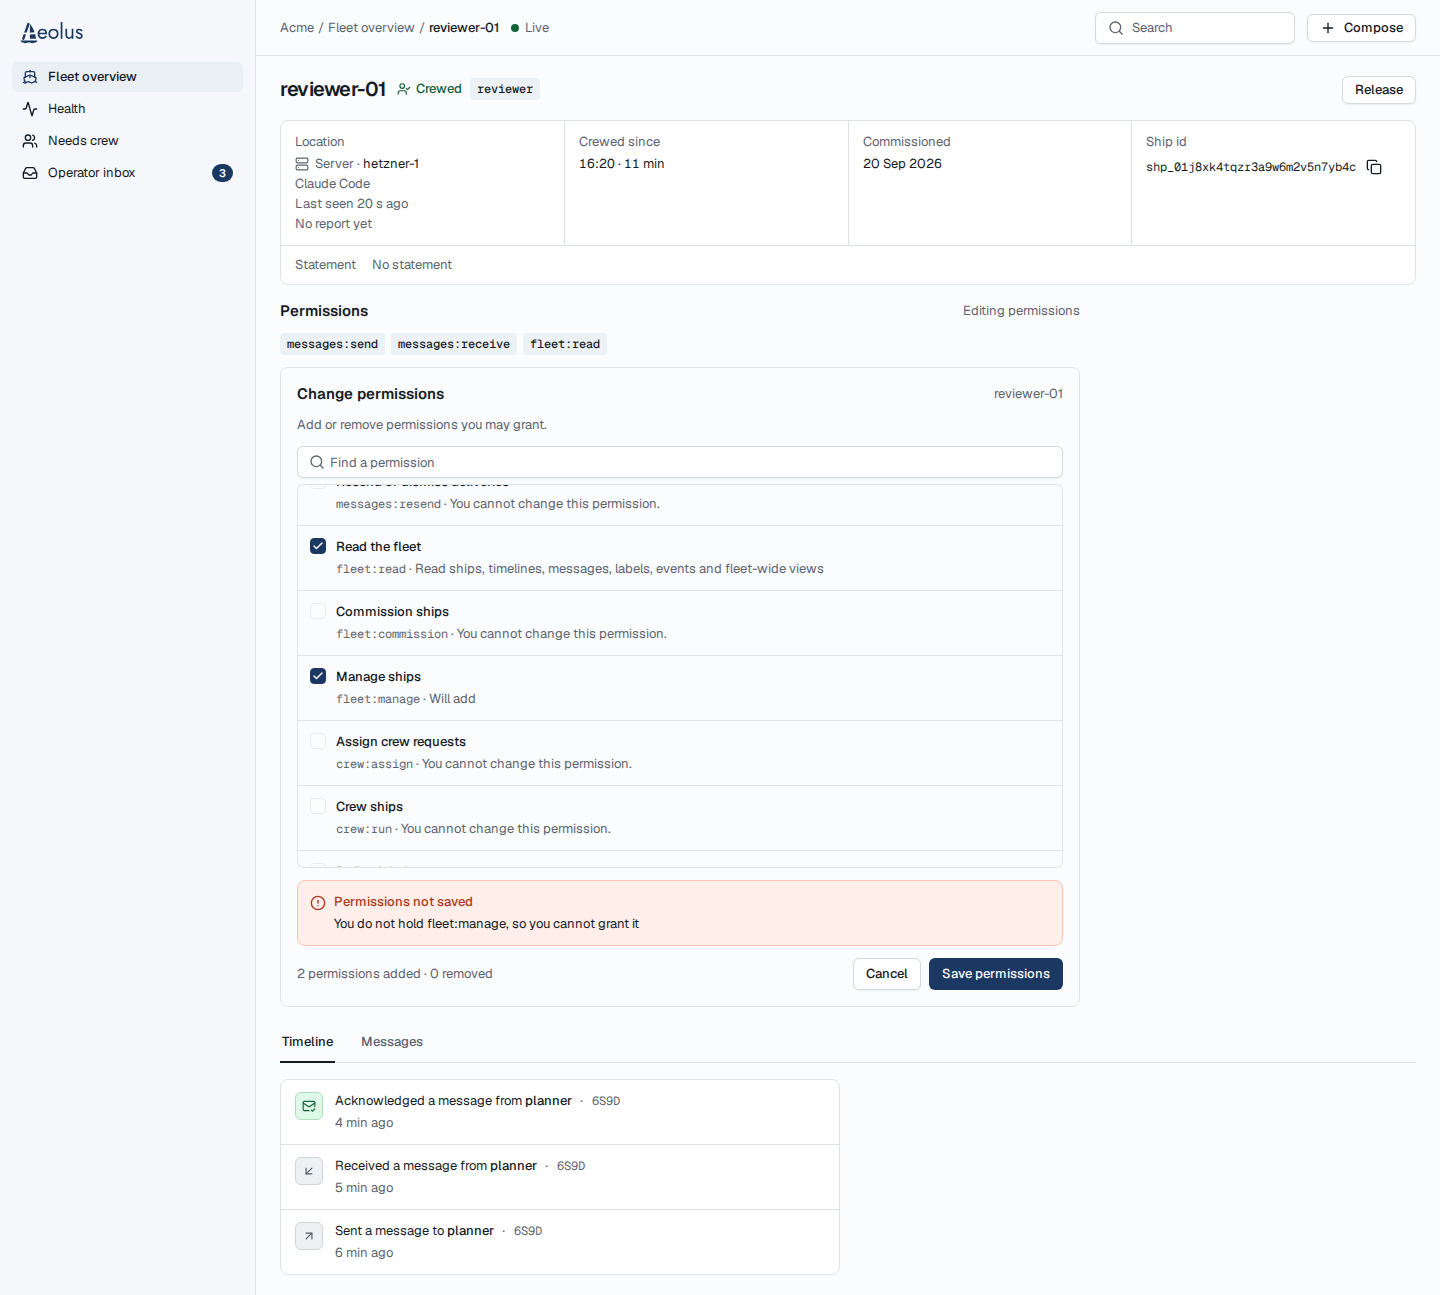 Aeolus
Fleet overview
Health
Needs crew
Operator inbox 3
Acme / Fleet overview / reviewer-01 Live
Search
Compose
reviewer-01 Crewed reviewer
Release
Location
Server · hetzner-1
Claude Code
Last seen 20 s ago
No report yet
Crewed since
16:20 · 11 min
Commissioned
20 Sep 2026
Ship id
shp_01j8xk4tqzr3a9w6m2v5n7yb4c
Statement No statement
Permissions
Editing permissions
messages:send messages:receive fleet:read
Change permissions
reviewer-01
Add or remove permissions you may grant.
Find a permission
messages:resend · You cannot change this permission.
Read the fleet
fleet:read · Read ships, timelines, messages, labels, events and fleet-wide views
Commission ships
fleet:commission · You cannot change this permission.
Manage ships
fleet:manage · Will add
Assign crew requests
crew:assign · You cannot change this permission.
Crew ships
crew:run · You cannot change this permission.
Permissions not saved
You do not hold fleet:manage, so you cannot grant it
2 permissions added · 0 removed
Cancel
Save permissions
Timeline
Messages
Acknowledged a message from planner · 6S9D
4 min ago
Received a message from planner · 6S9D
5 min ago
Sent a message to planner · 6S9D
6 min ago